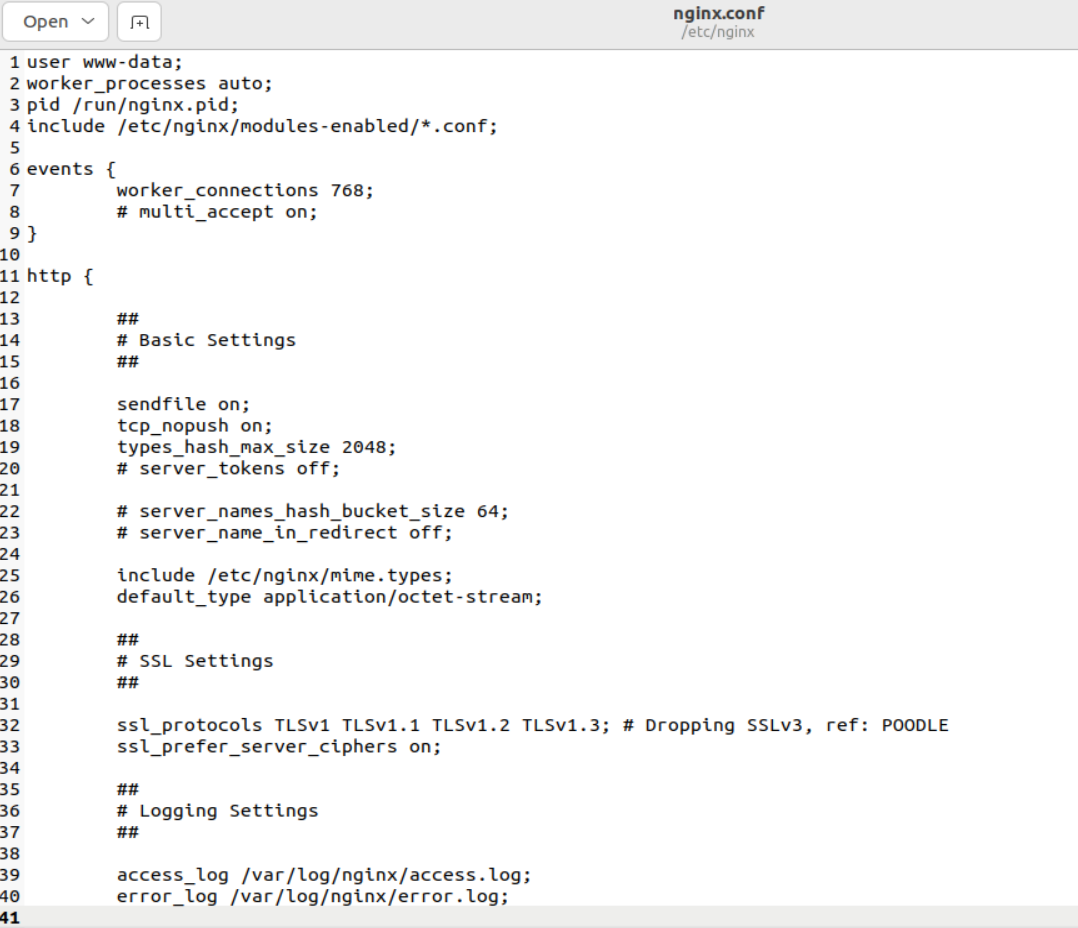 Open
nginx.conf
/etc/nginx
1 user www-data;
2 worker_processes auto;
3 pid /run/nginx.pid;
4 include /etc/nginx/modules-enabled/*.conf;
5
6 events {
7         worker_connections 768;
8         # multi_accept on;
9 }
10
11 http {
12
13         ##
14         # Basic Settings
15         ##
16
17         sendfile on;
18         tcp_nopush on;
19         types_hash_max_size 2048;
20         # server_tokens off;
21
22         # server_names_hash_bucket_size 64;
23         # server_name_in_redirect off;
24
25         include /etc/nginx/mime.types;
26         default_type application/octet-stream;
27
28         ##
29         # SSL Settings
30         ##
31
32         ssl_protocols TLSv1 TLSv1.1 TLSv1.2 TLSv1.3; # Dropping SSLv3, ref: POODLE
33         ssl_prefer_server_ciphers on;
34
35         ##
36         # Logging Settings
37         ##
38
39         access_log /var/log/nginx/access.log;
40         error_log /var/log/nginx/error.log;
41